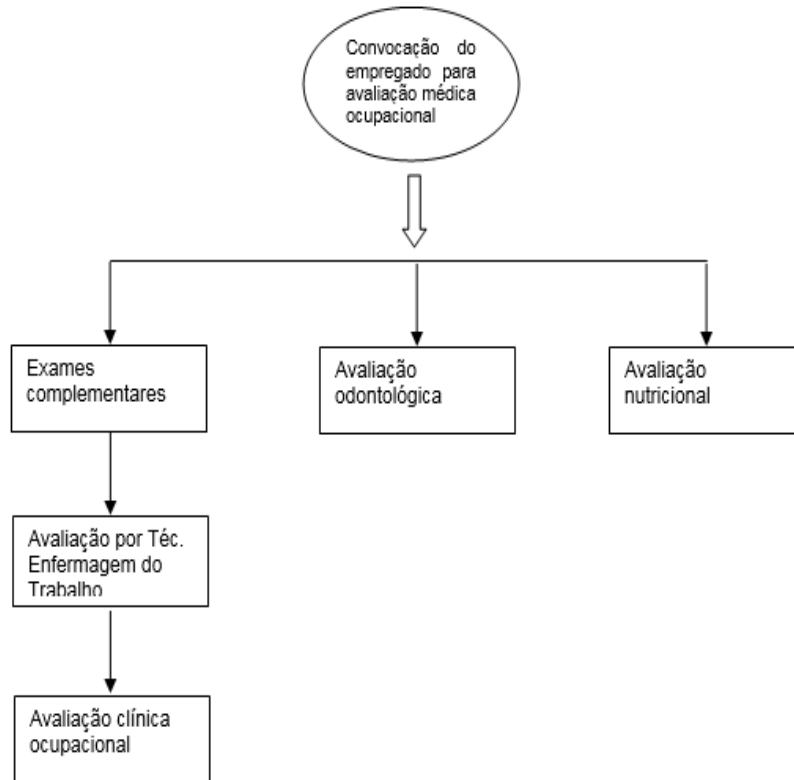 Convocação do
empregado para
avaliação médica
ocupacional
Exames
complementares
Avaliação
odontológica
Avaliação
nutricional
Avaliação por Téc.
Enfermagem do
Trabalho
Avaliação clínica
ocupacional